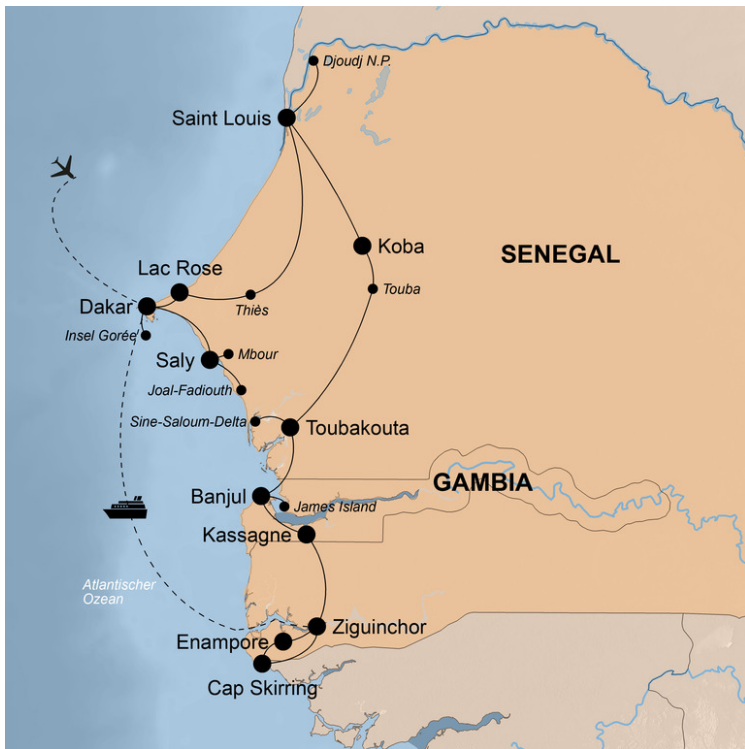 Djoudj N.P.
Saint Louis
Koba
SENEGAL
Lac Rose
Touba
Dakar
Thiès
Insel Gorée
Mbour
Saly
Joal-Fadiouth
Sine-Saloum-Delta
Toubakouta
GAMBIA
Banjul
James Island
Kassagne
Atlantischer
Ozean
Ziguinchor
Enampore
Cap Skirring